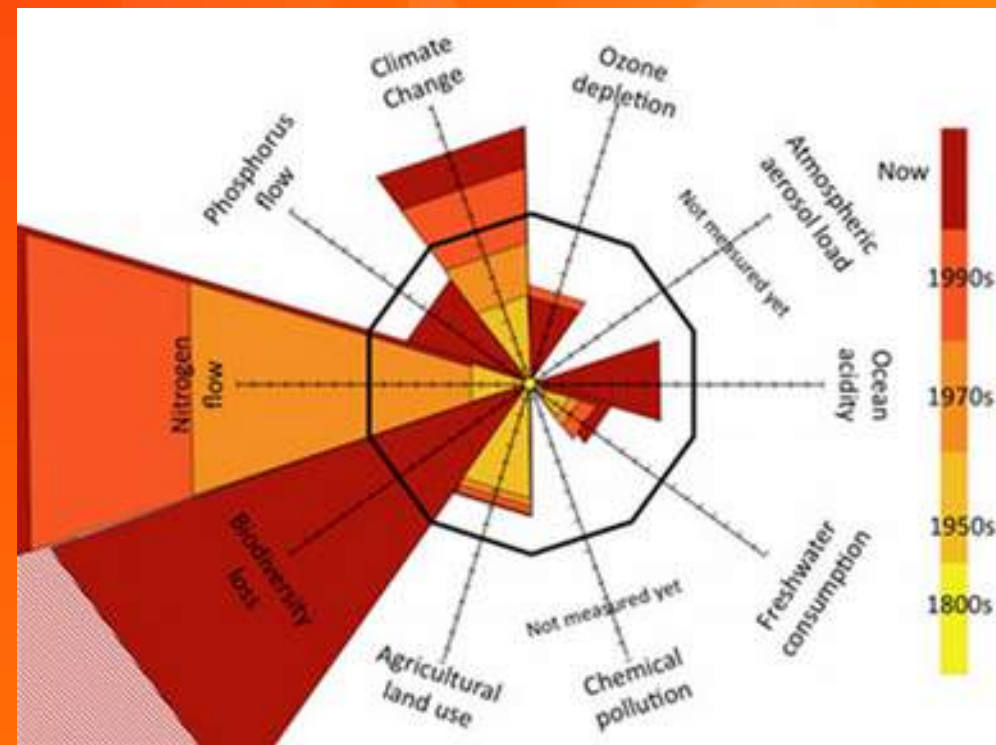 Climate
Change
Ozone
depletion
Phosphorus
flow
Atmospheric
aerosol load
Not measured yet
Now
1990s
1970s
1950s
1800s
Nitrogen
flow
Ocean
acidity
Biodiversity
loss
Freshwater
consumption
Not measured yet
Agricultural
land use
Chemical
pollution